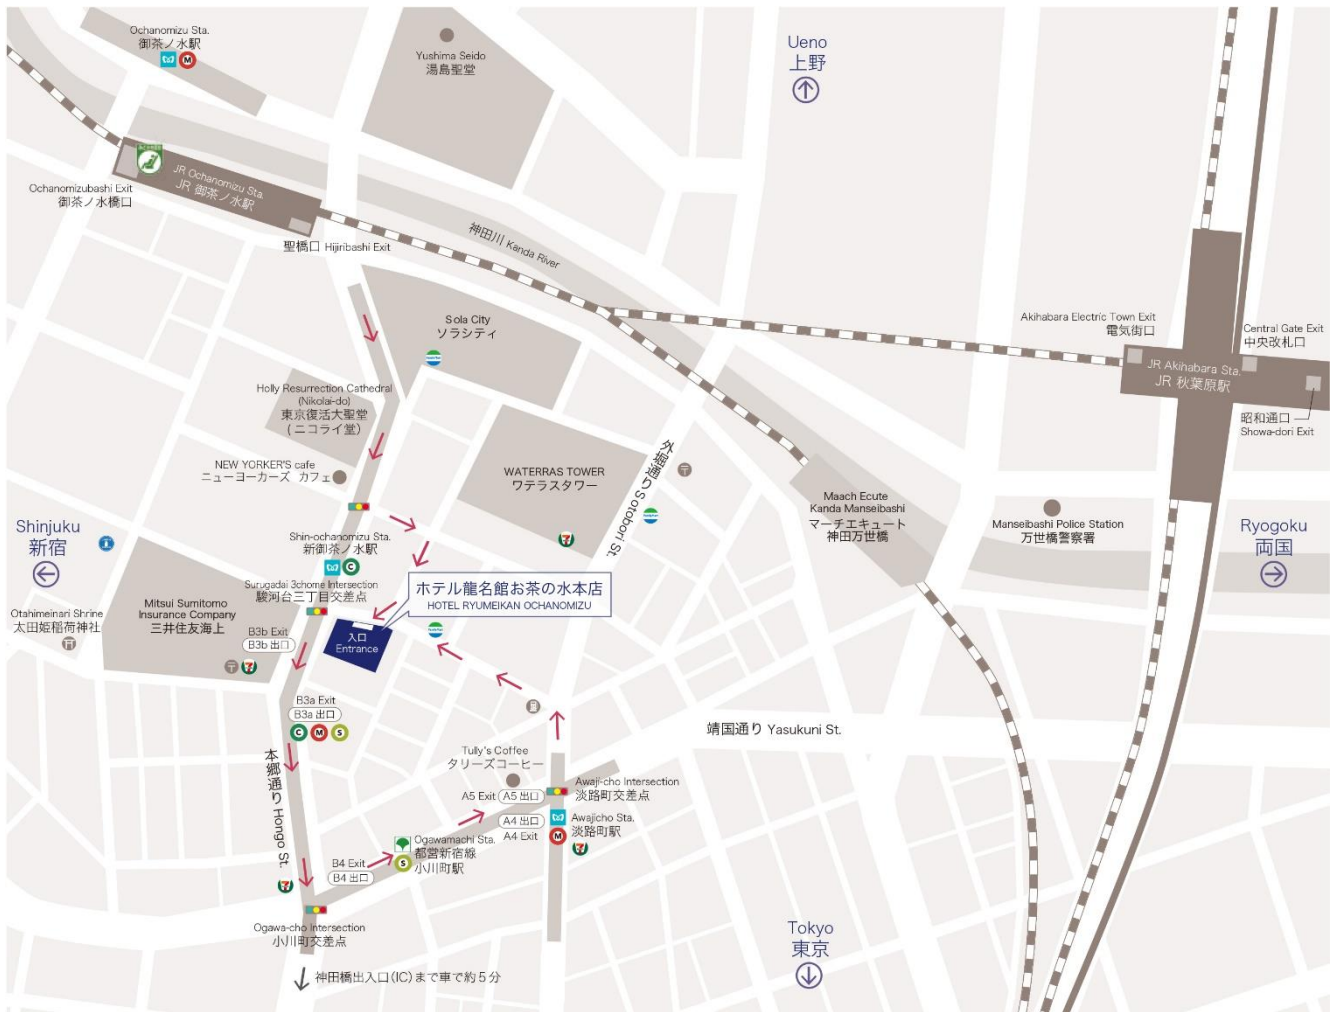 Ochanomizu Sta.
御茶ノ水駅
M
Yushima Seido
湯島聖堂
Ueno
上野
JR Ochanomizu Sta.
JR 御茶ノ水駅
Ochanomizubashi Exit
御茶ノ水橋口
聖橋口 Hijiribashi Exit
神田川 Kanda River
Sola City
ソラシティ
Akihabara Electric Town Exit
電気街口
Central Gate Exit
中央改札口
JR Akihabara Sta.
JR 秋葉原駅
昭和通口
Showa-dori Exit
Holly Resurrection Cathedral
(Nikolai-do)
東京復活大聖堂
(ニコライ堂)
NEW YORKER'S cafe
ニューヨーカーズ カフェ
WATERRAS TOWER
ワテラスタワー
外堀通り Sotobori St.
Maach Ecute
Kanda Manseibashi
マーチエキュート
神田万世橋
Manseibashi Police Station
万世橋警察署
Shinjuku
新宿
Ryogoku
両国
Shin-ochanomizu Sta.
新御茶ノ水駅
C
Surugadai 3chome Intersection
駿河台三丁目交差点
ホテル龍名館お茶の水本店
HOTEL RYUMEIKAN OCHANOMIZU
Otahimeinari Shrine
太田姫稲荷神社
Mitsui Sumitomo
Insurance Company
三井住友海上
B3b Exit
B3b 出口
入口
Entrance
B3a Exit
B3a 出口
C M S
本郷通り Hongo St.
靖国通り Yasukuni St.
Tully's Coffee
タリーズコーヒー
A5 Exit A5 出口
Awaji-cho Intersection
淡路町交差点
A4 出口
A4 Exit
Awajicho Sta.
淡路町駅
M
Ogawamachi Sta.
都営新宿線
小川町駅
S
B4 Exit
B4 出口
Ogawa-cho Intersection
小川町交差点
神田橋出入口(IC)まで車で約5分
Tokyo
東京